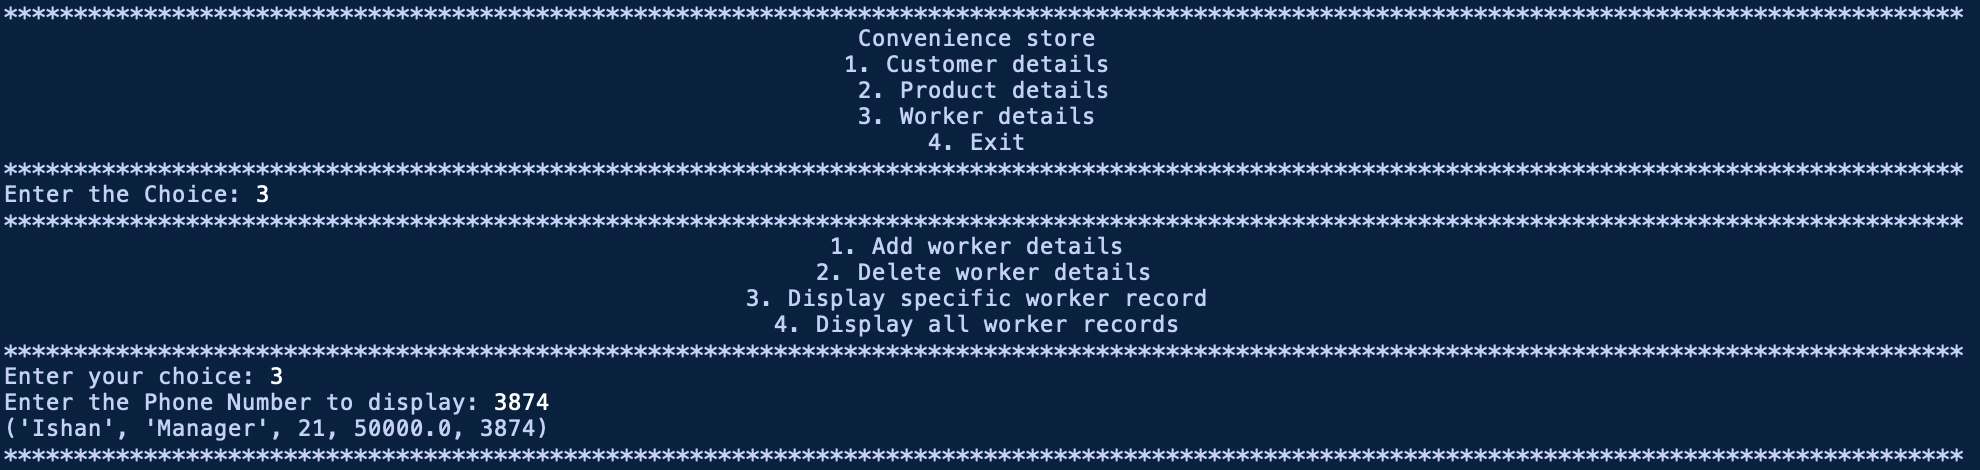 ********************************************************************************************************************************************
Convenience store
1. Customer details
2. Product details
3. Worker details
4. Exit
********************************************************************************************************************************************
Enter the Choice: 3
********************************************************************************************************************************************
1. Add worker details
2. Delete worker details
3. Display specific worker record
4. Display all worker records
********************************************************************************************************************************************
Enter your choice: 3
Enter the Phone Number to display: 3874
('Ishan', 'Manager', 21, 50000.0, 3874)
********************************************************************************************************************************************